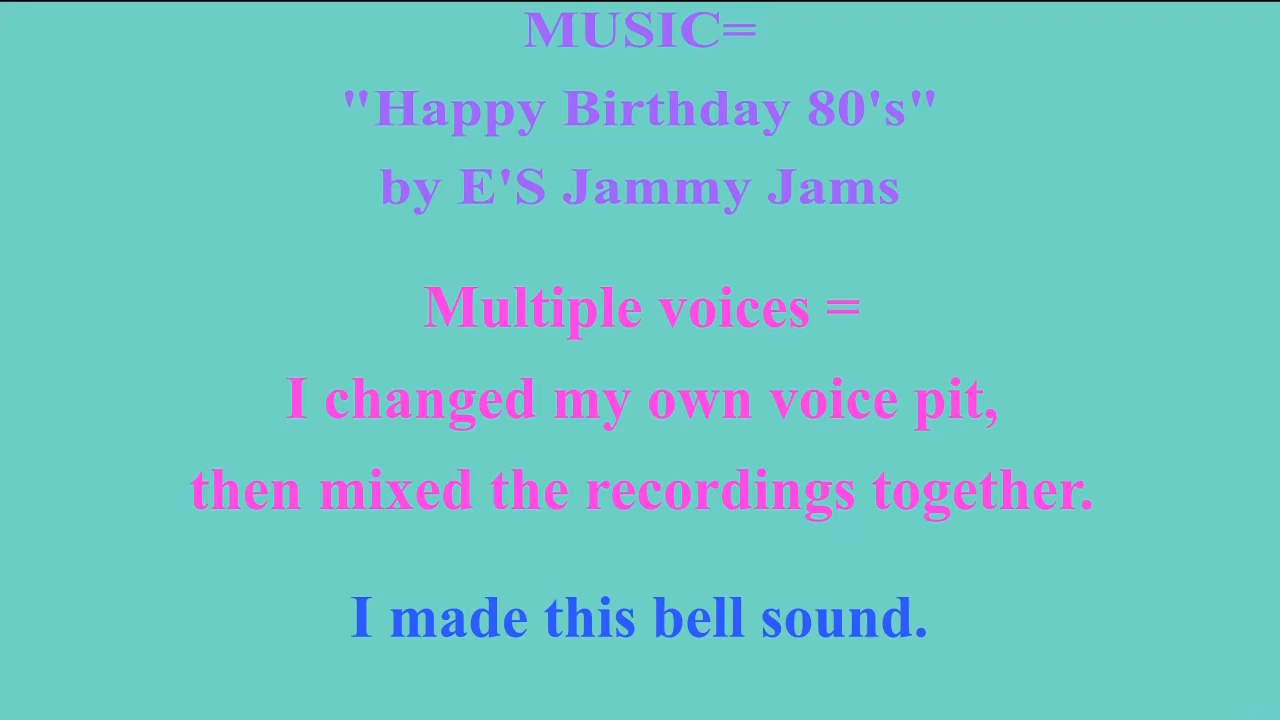 MUSIC=
"Happy Birthday 80's"
by E'S Jammy Jams
Multiple voices =
I changed my own voice pit,
then mixed the recordings together.
I made this bell sound.